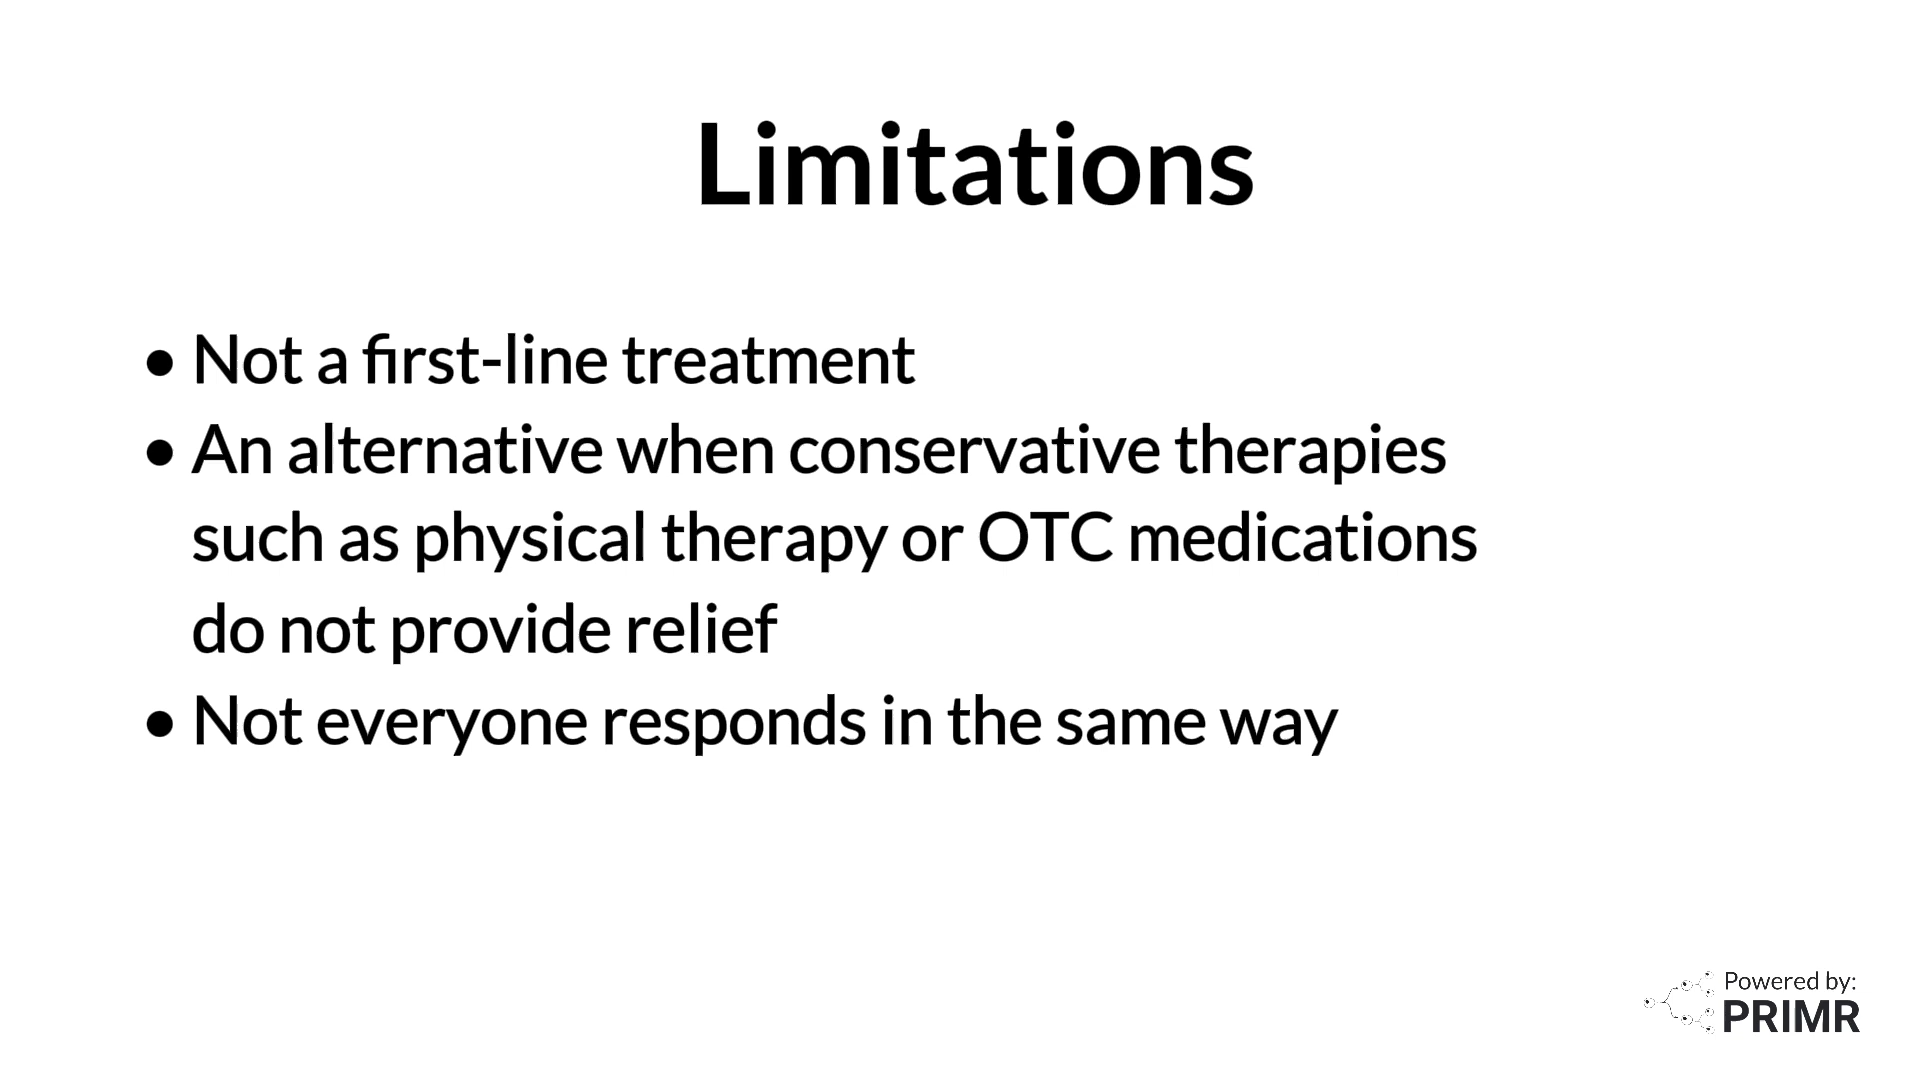 Limitations
• Not a first-line treatment
• An alternative when conservative therapies
such as physical therapy or OTC medications
do not provide relief
• Not everyone responds in the same way
Powered by:
PRIMR